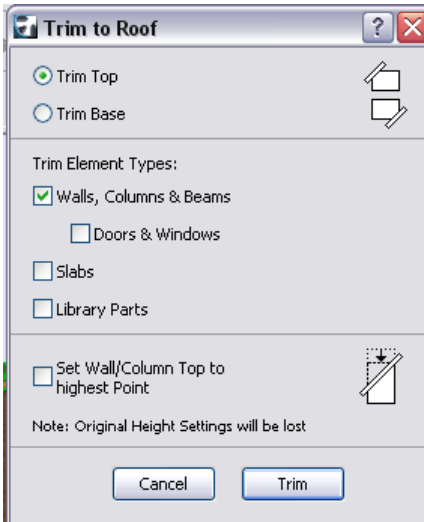 Trim to Roof
Trim Top
Trim Base
Trim Element Types:
Walls, Columns & Beams
Doors & Windows
Slabs
Library Parts
Set Wall/Column Top to
highest Point
Note: Original Height Settings will be lost
Cancel
Trim